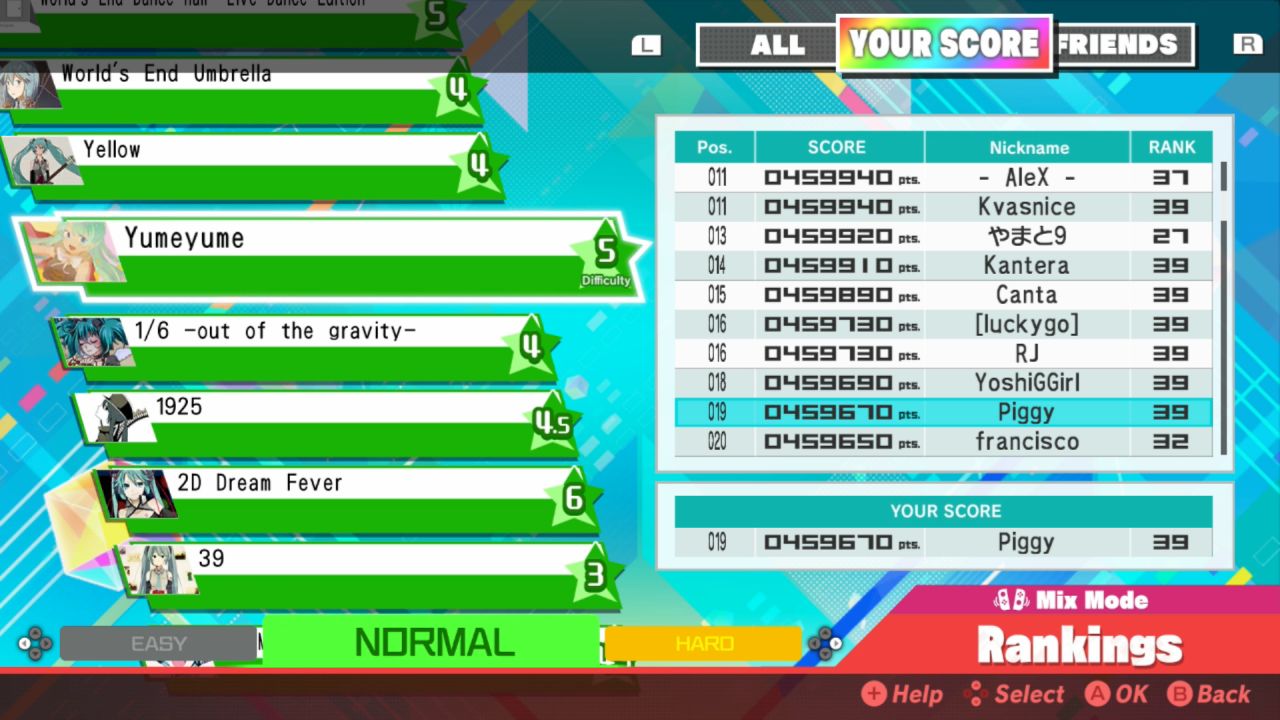 World's End Dance Hall -Live Dance Edition-
5
L
ALL
YOUR SCORE
FRIENDS
R
World's End Umbrella
4
Yellow
4
Yumeyume
5
Difficulty
1/6 -out of the gravity-
4
1925
4.5
2D Dream Fever
6
39
3
Pos. SCORE Nickname RANK
011 0459940 pts. - AleX - 37
011 0459940 pts. Kvasnice 39
013 0459920 pts. やまと9 27
014 0459910 pts. Kantera 39
015 0459890 pts. Canta 39
016 0459730 pts. [luckygo] 39
016 0459730 pts. RJ 39
018 0459690 pts. YoshiGGirl 39
019 0459670 pts. Piggy 39
020 0459650 pts. francisco 32
YOUR SCORE
019 0459670 pts. Piggy 39
Mix Mode
Rankings
EASY
NORMAL
HARD
+ Help
Select
A OK
B Back